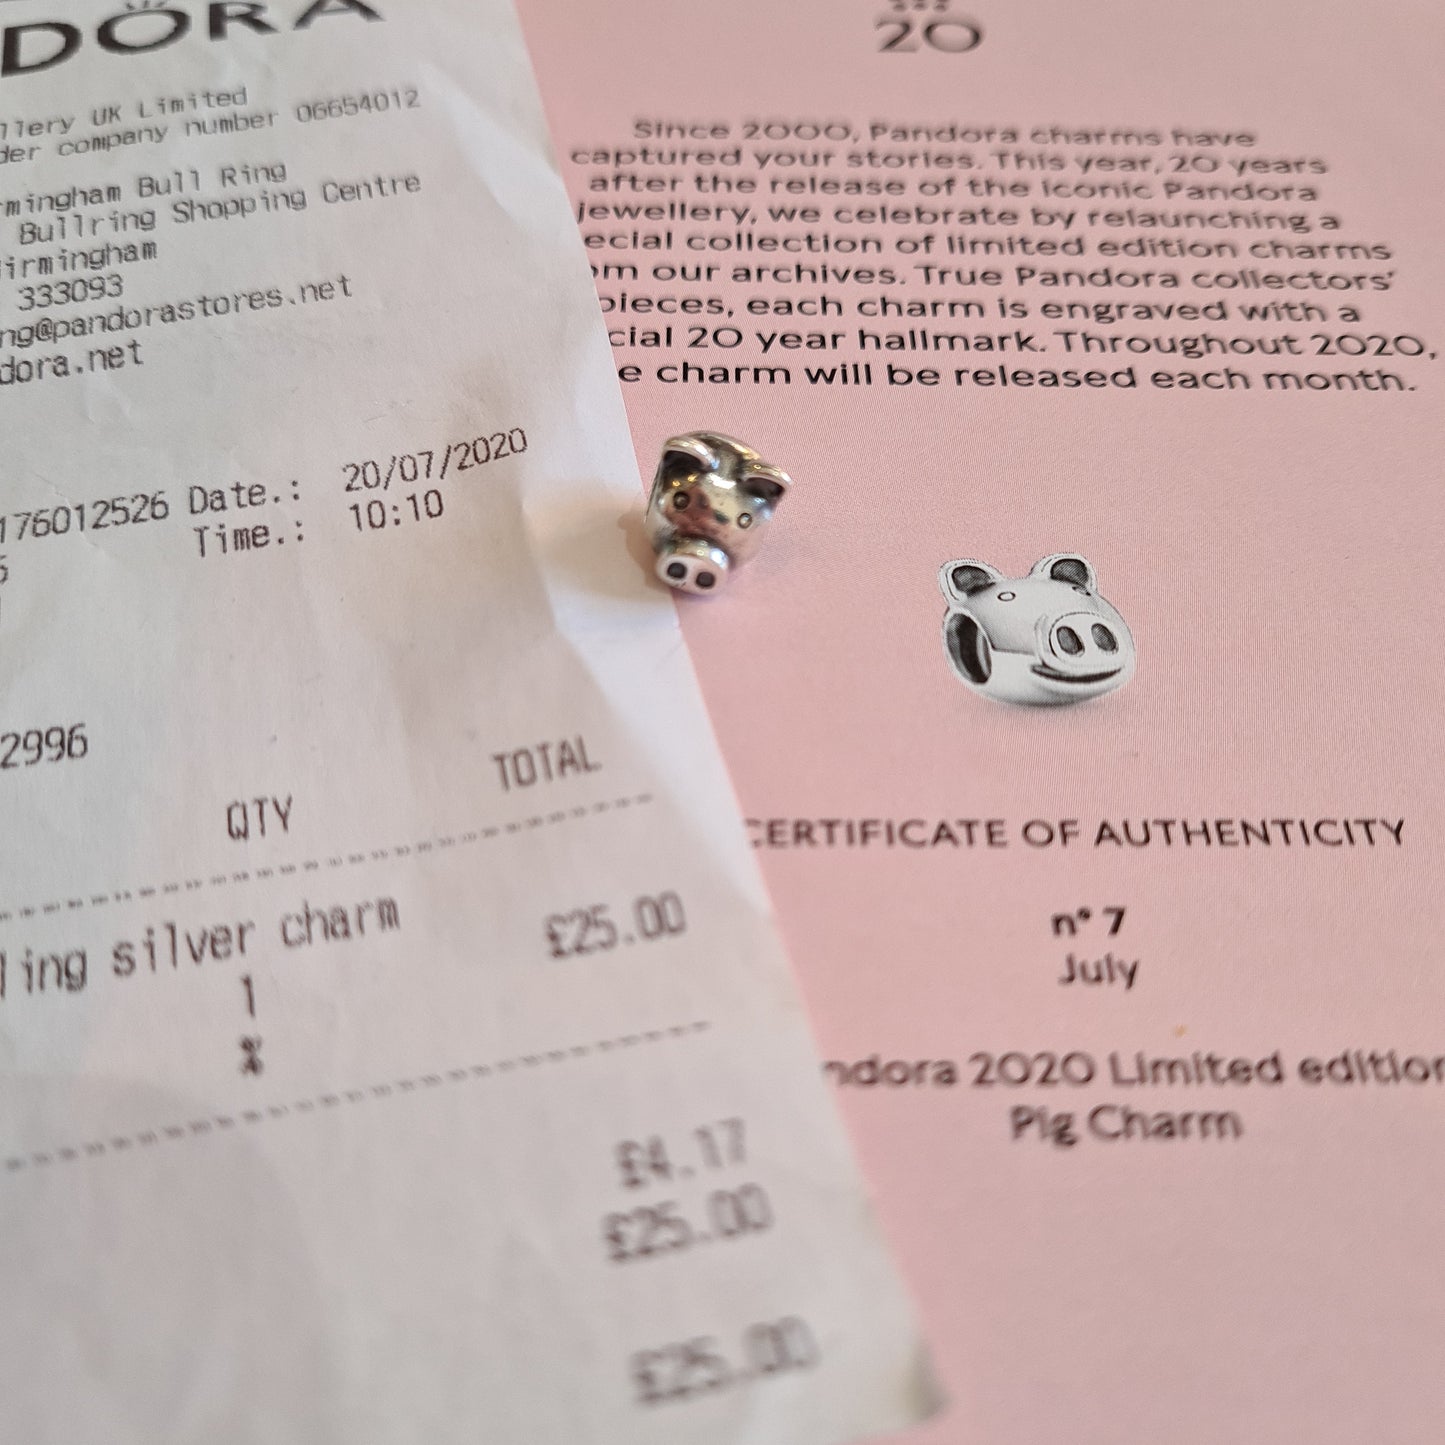 DORA
llery UK Limited
der company number 06654012
mingham Bull Ring
Bullring Shopping Centre
irmingham
333093
ng@pandorastores.net
dora.net
176012526 Date.: 20/07/2020
Time.: 10:10
2996
QTY TOTAL
ling silver charm £25.00
1
%
£4.17
£25.00
£25.00
20
Since 2000, Pandora charms have
captured your stories. This year, 20 years
after the release of the iconic Pandora
jewellery, we celebrate by relaunching a
ecial collection of limited edition charms
om our archives. True Pandora collectors'
pieces, each charm is engraved with a
cial 20 year hallmark. Throughout 2020,
e charm will be released each month.
CERTIFICATE OF AUTHENTICITY
n° 7
July
ndora 2020 Limited edition
Pig Charm